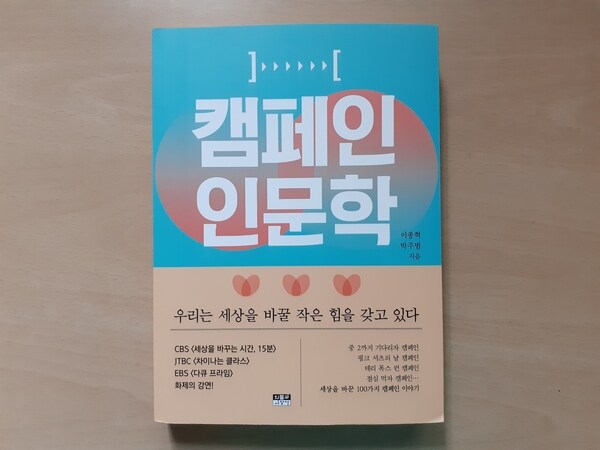 캠페인
인문학
이종혁
박주범
지음
우리는 세상을 바꿀 작은 힘을 갖고 있다
CBS 〈세상을 바꾸는 시간, 15분〉
JTBC 〈차이나는 클라스〉
EBS 〈다큐 프라임〉
화제의 강연!
줄 2까지 기다리자 캠페인
핑크 셔츠의 날 캠페인
테리 폭스 런 캠페인
점심 먹자 캠페인…
세상을 바꾼 100가지 캠페인 이야기